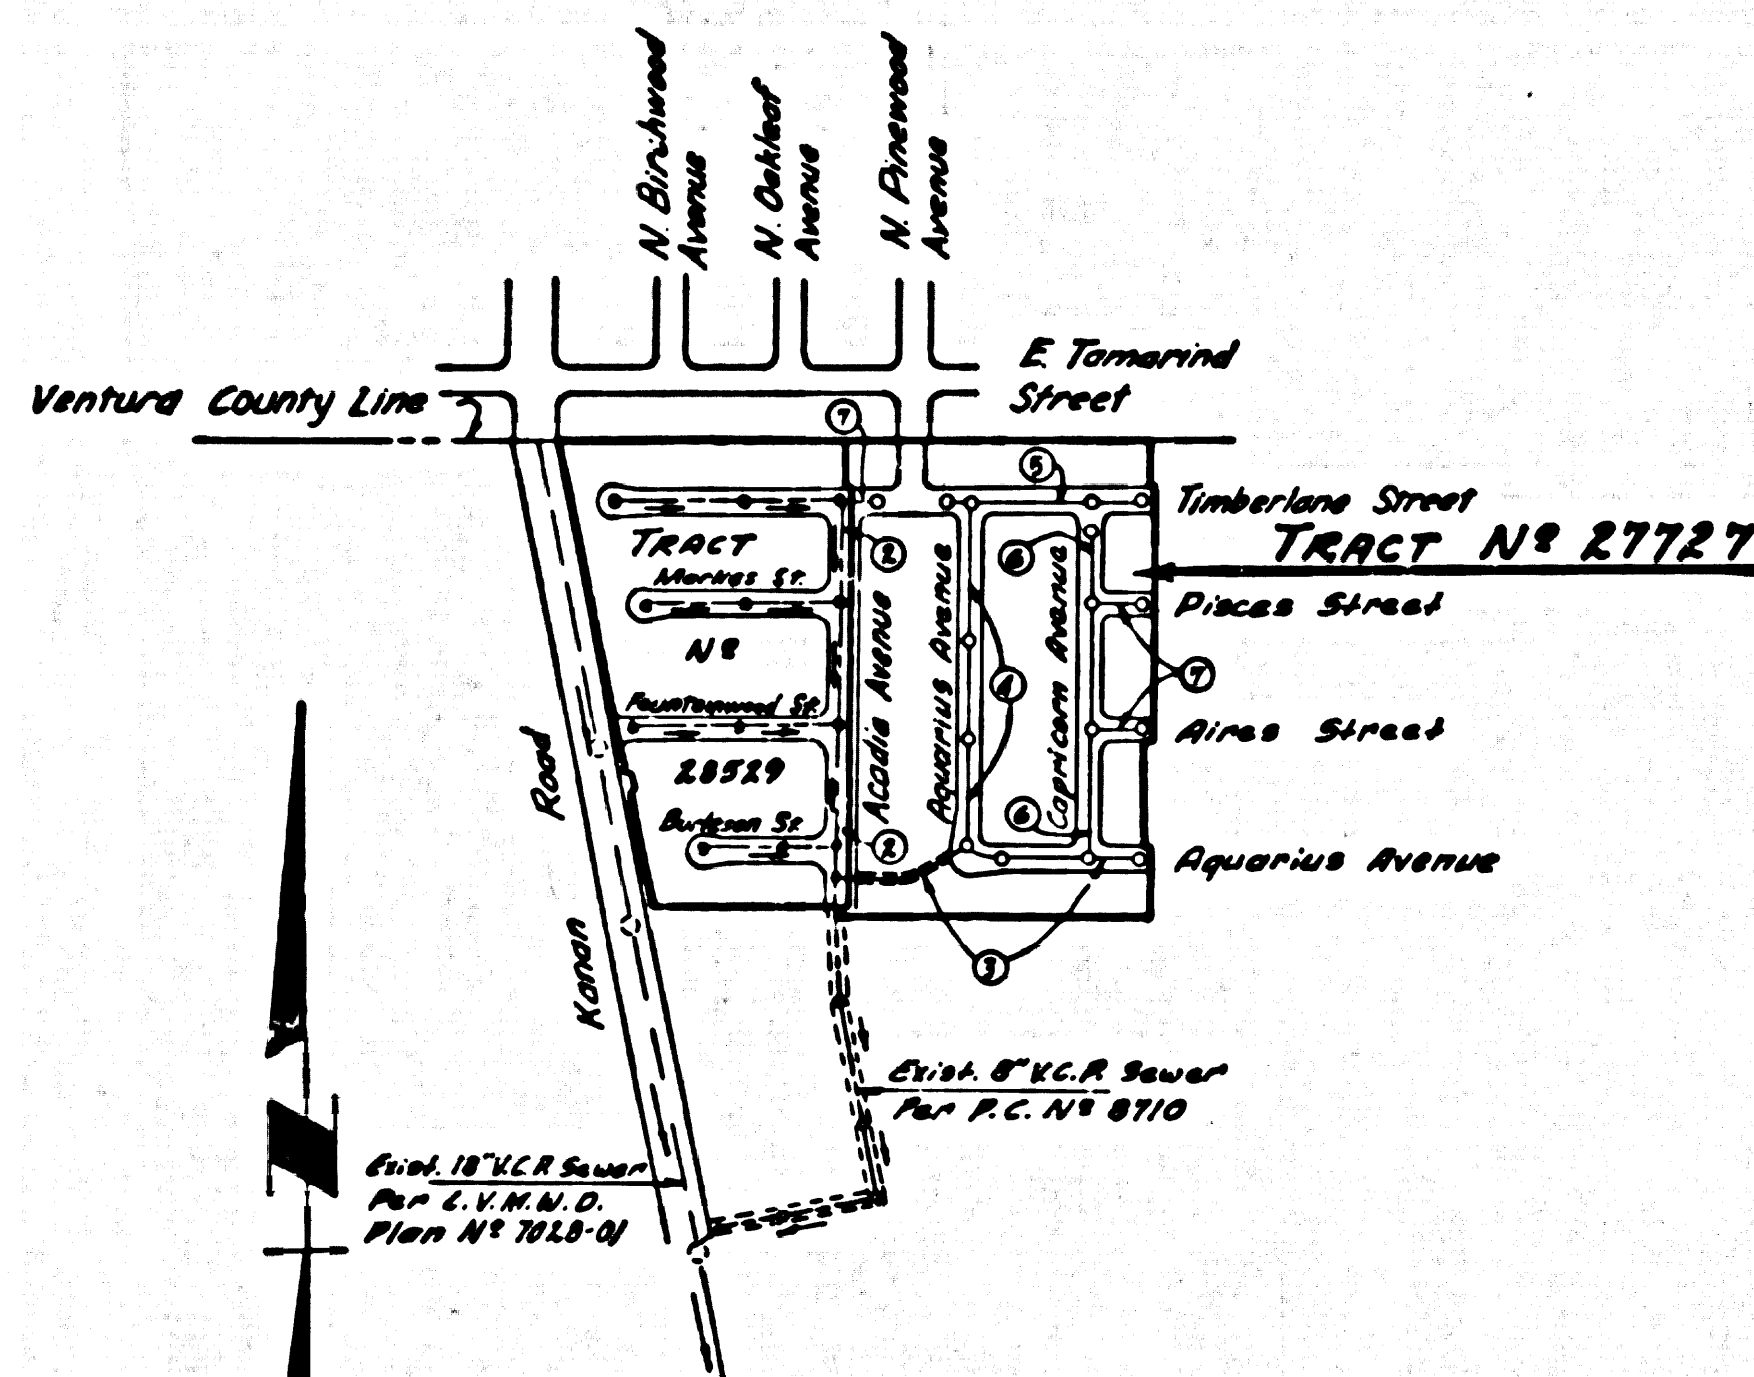 N. Birchwood
Avenue
N. Oakleaf
Avenue
N. Pinewood
Avenue
E. Tamarind
Street
Ventura County Line
7
5
Timberlane Street
TRACT Nº 27727
TRACT
2
6
Markes St.
Pisces Street
Nº
Acadia Avenue
Aquarius Avenue
Capricorn Avenue
4
7
Fountainwood St.
Aires Street
28529
Burleson St.
2
6
Aquarius Avenue
Kanan Road
3
Exist. 8" V.C.P. Sewer
Per P.C. Nº 8710
Exist. 18" V.C.P. Sewer
Per L.V.M.W.D.
Plan Nº 7028-01
N